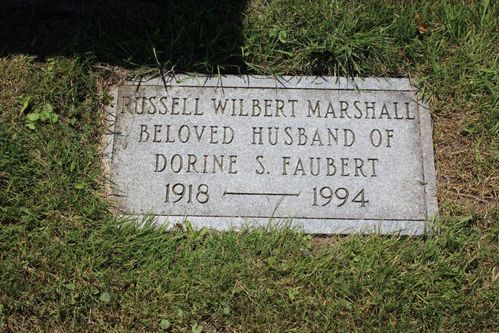 RUSSELL WILBERT MARSHALL
BELOVED HUSBAND OF
DORINE S. FAUBERT
1918 — 1994